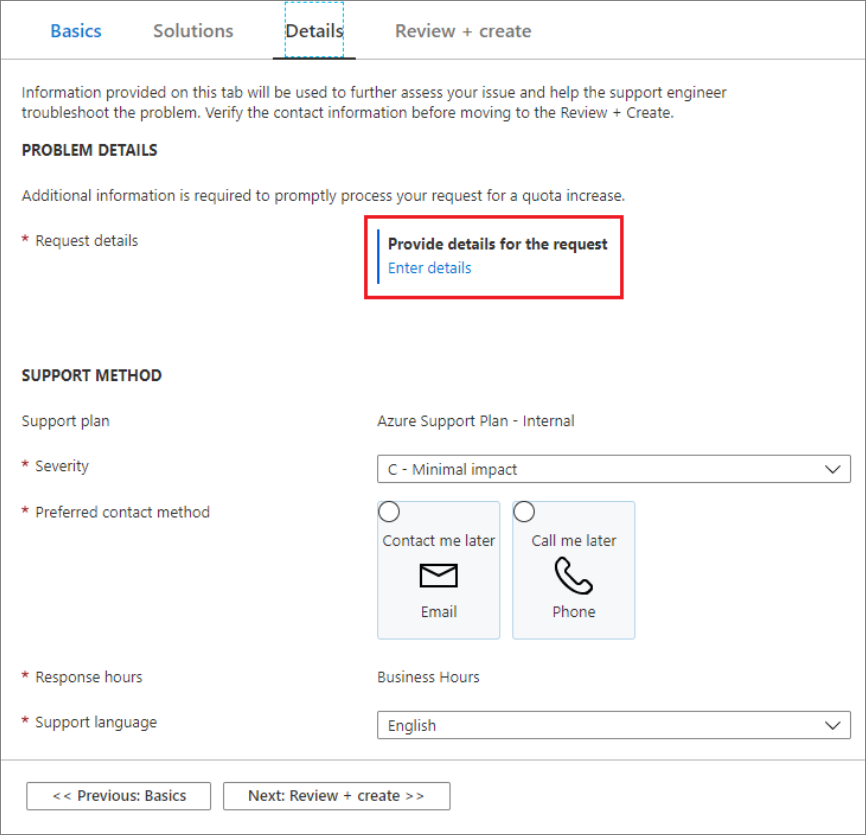 Basics Solutions Details Review + create
Information provided on this tab will be used to further assess your issue and help the support engineer
troubleshoot the problem. Verify the contact information before moving to the Review + Create.
PROBLEM DETAILS
Additional information is required to promptly process your request for a quota increase.
* Request details
Provide details for the request
Enter details
SUPPORT METHOD
Support plan Azure Support Plan - Internal
* Severity C - Minimal impact
* Preferred contact method
Contact me later Call me later
Email Phone
* Response hours Business Hours
* Support language English
<< Previous: Basics Next: Review + create >>